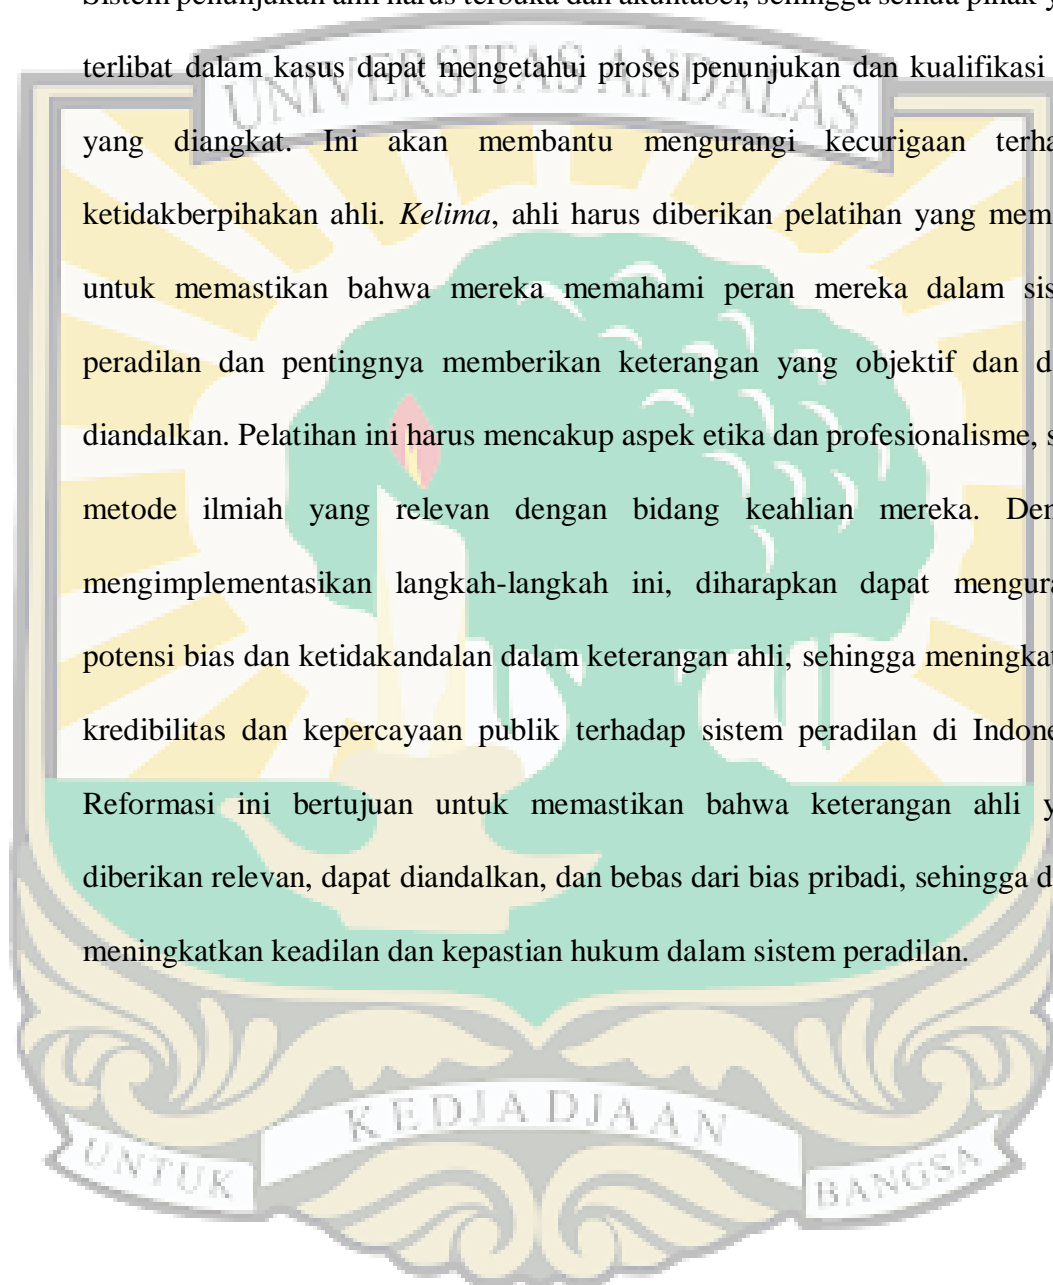 Sistem penunjukan ahli harus terbuka dan akuntabel, sehingga semua pihak y
terlibat dalam kasus dapat mengetahui proses penunjukan dan kualifikasi
UNIVERSITAS ANDALAS
yang diangkat. Ini akan membantu mengurangi kecurigaan terha
ketidakberpihakan ahli. Kelima, ahli harus diberikan pelatihan yang mem
untuk memastikan bahwa mereka memahami peran mereka dalam sis
peradilan dan pentingnya memberikan keterangan yang objektif dan d
diandalkan. Pelatihan ini harus mencakup aspek etika dan profesionalisme, s
metode ilmiah yang relevan dengan bidang keahlian mereka. Den
mengimplementasikan langkah-langkah ini, diharapkan dapat mengura
potensi bias dan ketidakandalan dalam keterangan ahli, sehingga meningkat
kredibilitas dan kepercayaan publik terhadap sistem peradilan di Indone
Reformasi ini bertujuan untuk memastikan bahwa keterangan ahli y
diberikan relevan, dapat diandalkan, dan bebas dari bias pribadi, sehingga d
meningkatkan keadilan dan kepastian hukum dalam sistem peradilan.
UNTUK KEDJADJAAN BANGSA